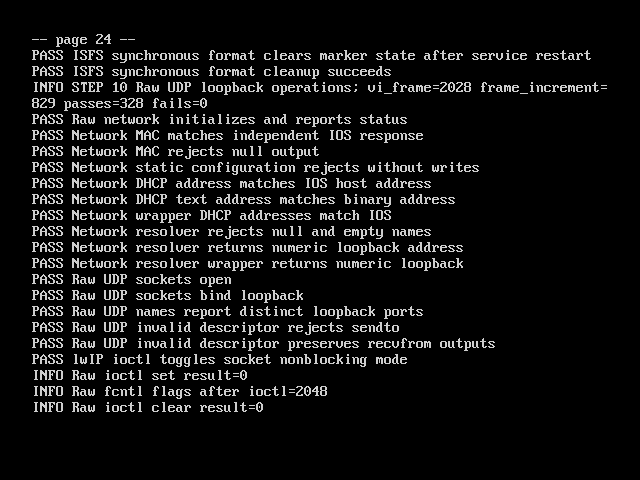 -- page 24 --
PASS ISFS synchronous format clears marker state after service restart
PASS ISFS synchronous format cleanup succeeds
INFO STEP 10 Raw UDP loopback operations; vi_frame=2028 frame_increment=
829 passes=328 fails=0
PASS Raw network initializes and reports status
PASS Network MAC matches independent IOS response
PASS Network MAC rejects null output
PASS Network static configuration rejects without writes
PASS Network DHCP address matches IOS host address
PASS Network DHCP text address matches binary address
PASS Network wrapper DHCP addresses match IOS
PASS Network resolver rejects null and empty names
PASS Network resolver returns numeric loopback address
PASS Network resolver wrapper returns numeric loopback
PASS Raw UDP sockets open
PASS Raw UDP sockets bind loopback
PASS Raw UDP names report distinct loopback ports
PASS Raw UDP invalid descriptor rejects sendto
PASS Raw UDP invalid descriptor preserves recvfrom outputs
PASS lwIP ioctl toggles socket nonblocking mode
INFO Raw ioctl set result=0
INFO Raw fcntl flags after ioctl=2048
INFO Raw ioctl clear result=0